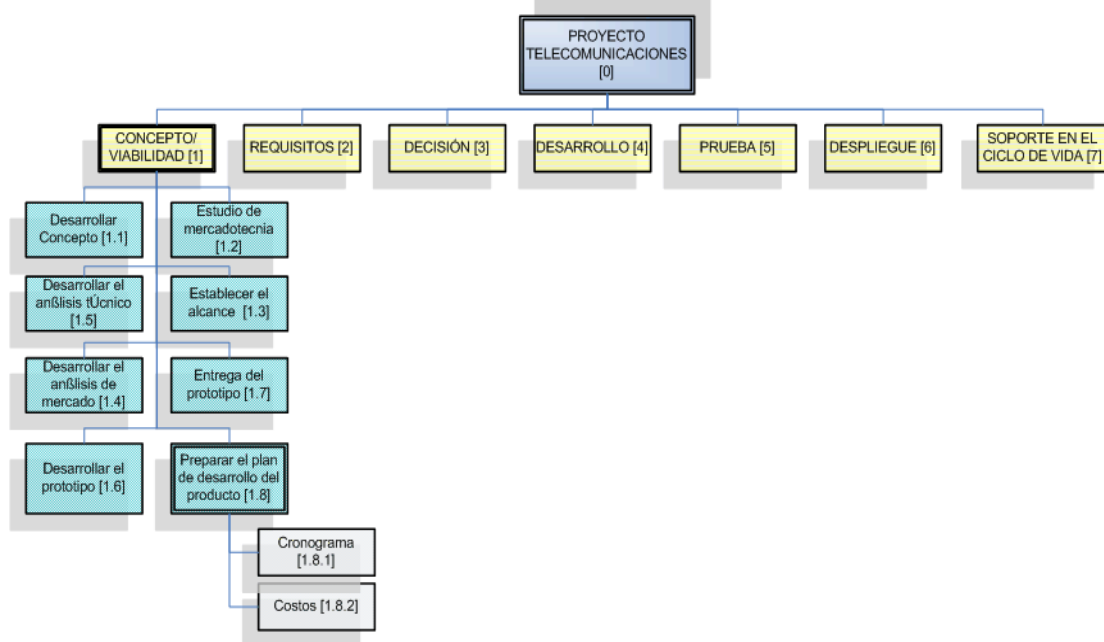 PROYECTO
TELECOMUNICACIONES
[0]
CONCEPTO/
VIABILIDAD [1]
REQUISITOS [2]
DECISIÓN [3]
DESARROLLO [4]
PRUEBA [5]
DESPLIEGUE [6]
SOPORTE EN EL
CICLO DE VIDA [7]
Desarrollar
Concepto [1.1]
Estudio de
mercadotecnia
[1.2]
Desarrollar el
anßlisis tÚcnico
[1.5]
Establecer el
alcance [1.3]
Desarrollar el
anßlisis de
mercado [1.4]
Entrega del
prototipo [1.7]
Desarrollar el
prototipo [1.6]
Preparar el plan
de desarrollo del
producto [1.8]
Cronograma
[1.8.1]
Costos [1.8.2]